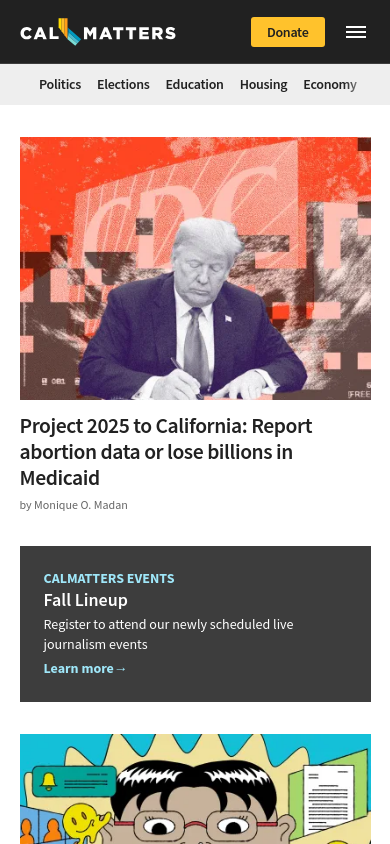 CAL MATTERS
Donate
Politics Elections Education Housing Economy
CDC
Project 2025 to California: Report
abortion data or lose billions in
Medicaid
by Monique O. Madan
CALMATTERS EVENTS
Fall Lineup
Register to attend our newly scheduled live
journalism events
Learn more→